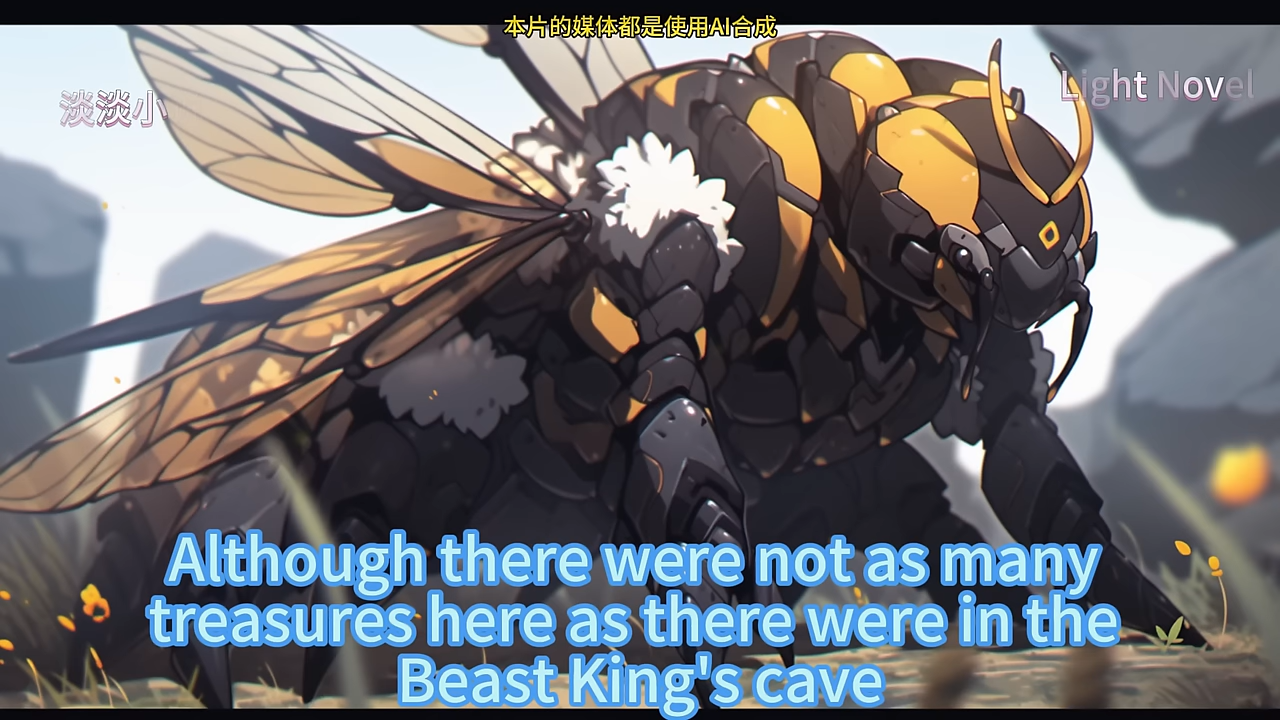 本片的媒体都是使用AI合成
淡淡小
Light Novel
Although there were not as many
treasures here as there were in the
Beast King's cave